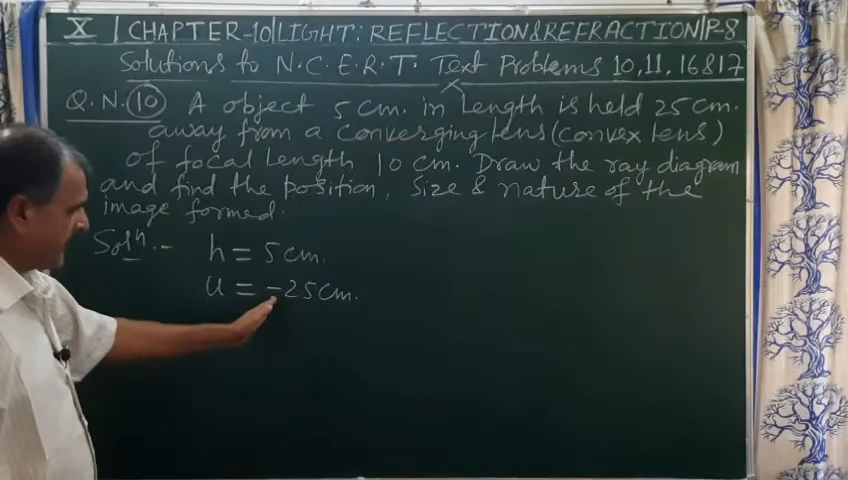 X | CHAPTER-10 | LIGHT: REFLECTION & REFRACTION | P-8
Solutions to N.C.E.R.T. Text Problems 10,11,16 & 17
Q.N. 10 A object 5 cm. in Length is held 25 cm.
away from a Converging lens (Convex lens)
of focal Length 10 cm. Draw the ray diagram
and find the position, Size & nature of the
image formed.
Solⁿ.- h = 5 cm.
u = -25 cm.